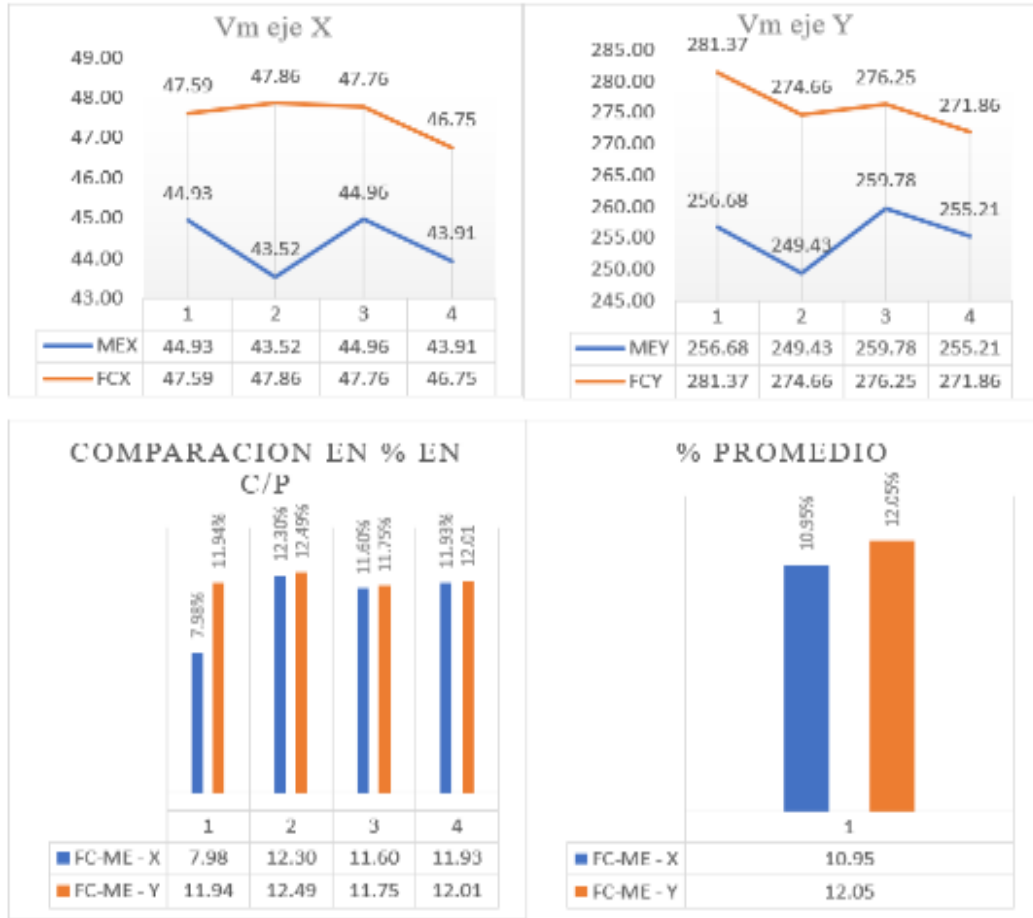 Vm eje X
49.00
48.00
47.00
46.00
45.00
44.00
43.00
47.59
47.86
47.76
46.75
44.93
43.52
44.96
43.91
1 2 3 4
MEX 44.93 43.52 44.96 43.91
FCX 47.59 47.86 47.76 46.75
Vm eje Y
285.00
280.00
275.00
270.00
265.00
260.00
255.00
250.00
245.00
281.37
274.66
276.25
271.86
256.68
249.43
259.78
255.21
1 2 3 4
MEY 256.68 249.43 259.78 255.21
FCY 281.37 274.66 276.25 271.86
COMPARACION EN % EN
C/P
7.98%
11.94%
12.30%
12.49%
11.60%
11.75%
11.93%
12.01
1 2 3 4
FC-ME - X 7.98 12.30 11.60 11.93
FC-ME - Y 11.94 12.49 11.75 12.01
% PROMEDIO
10.95%
12.05%
1
FC-ME - X 10.95
FC-ME - Y 12.05